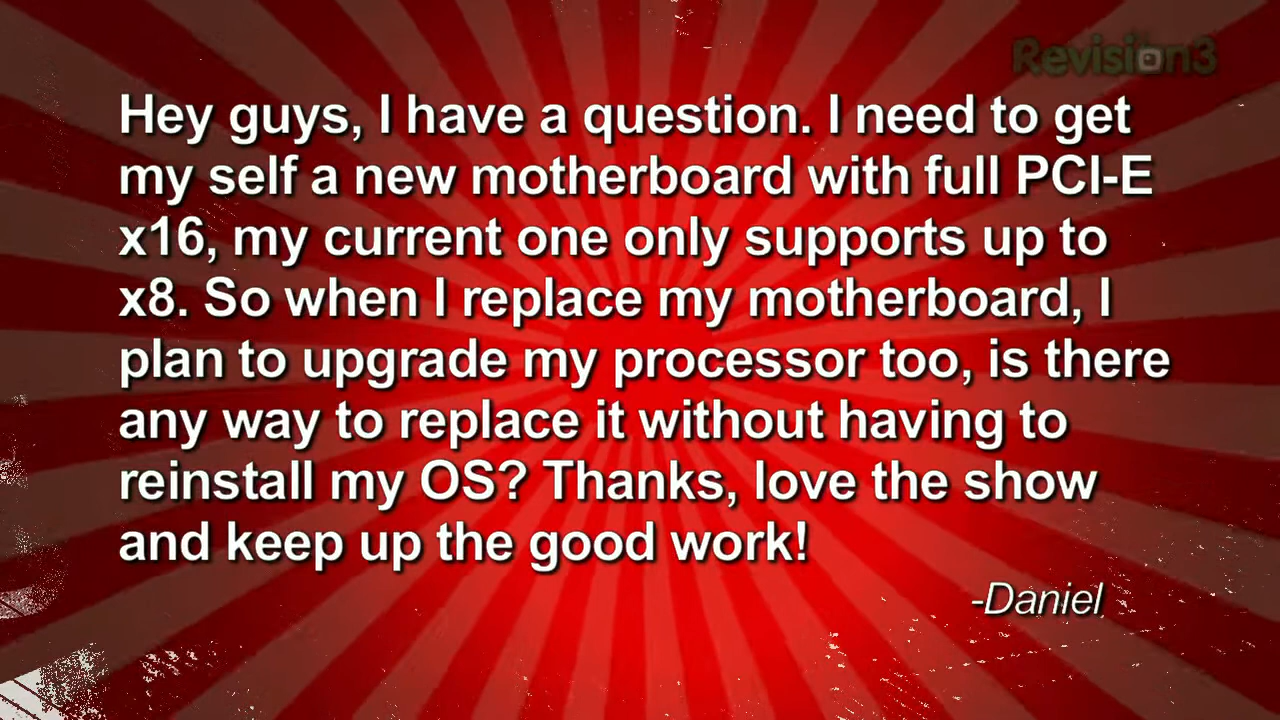 Revision3
Hey guys, I have a question. I need to get
my self a new motherboard with full PCI-E
x16, my current one only supports up to
x8. So when I replace my motherboard, I
plan to upgrade my processor too, is there
any way to replace it without having to
reinstall my OS? Thanks, love the show
and keep up the good work!
-Daniel